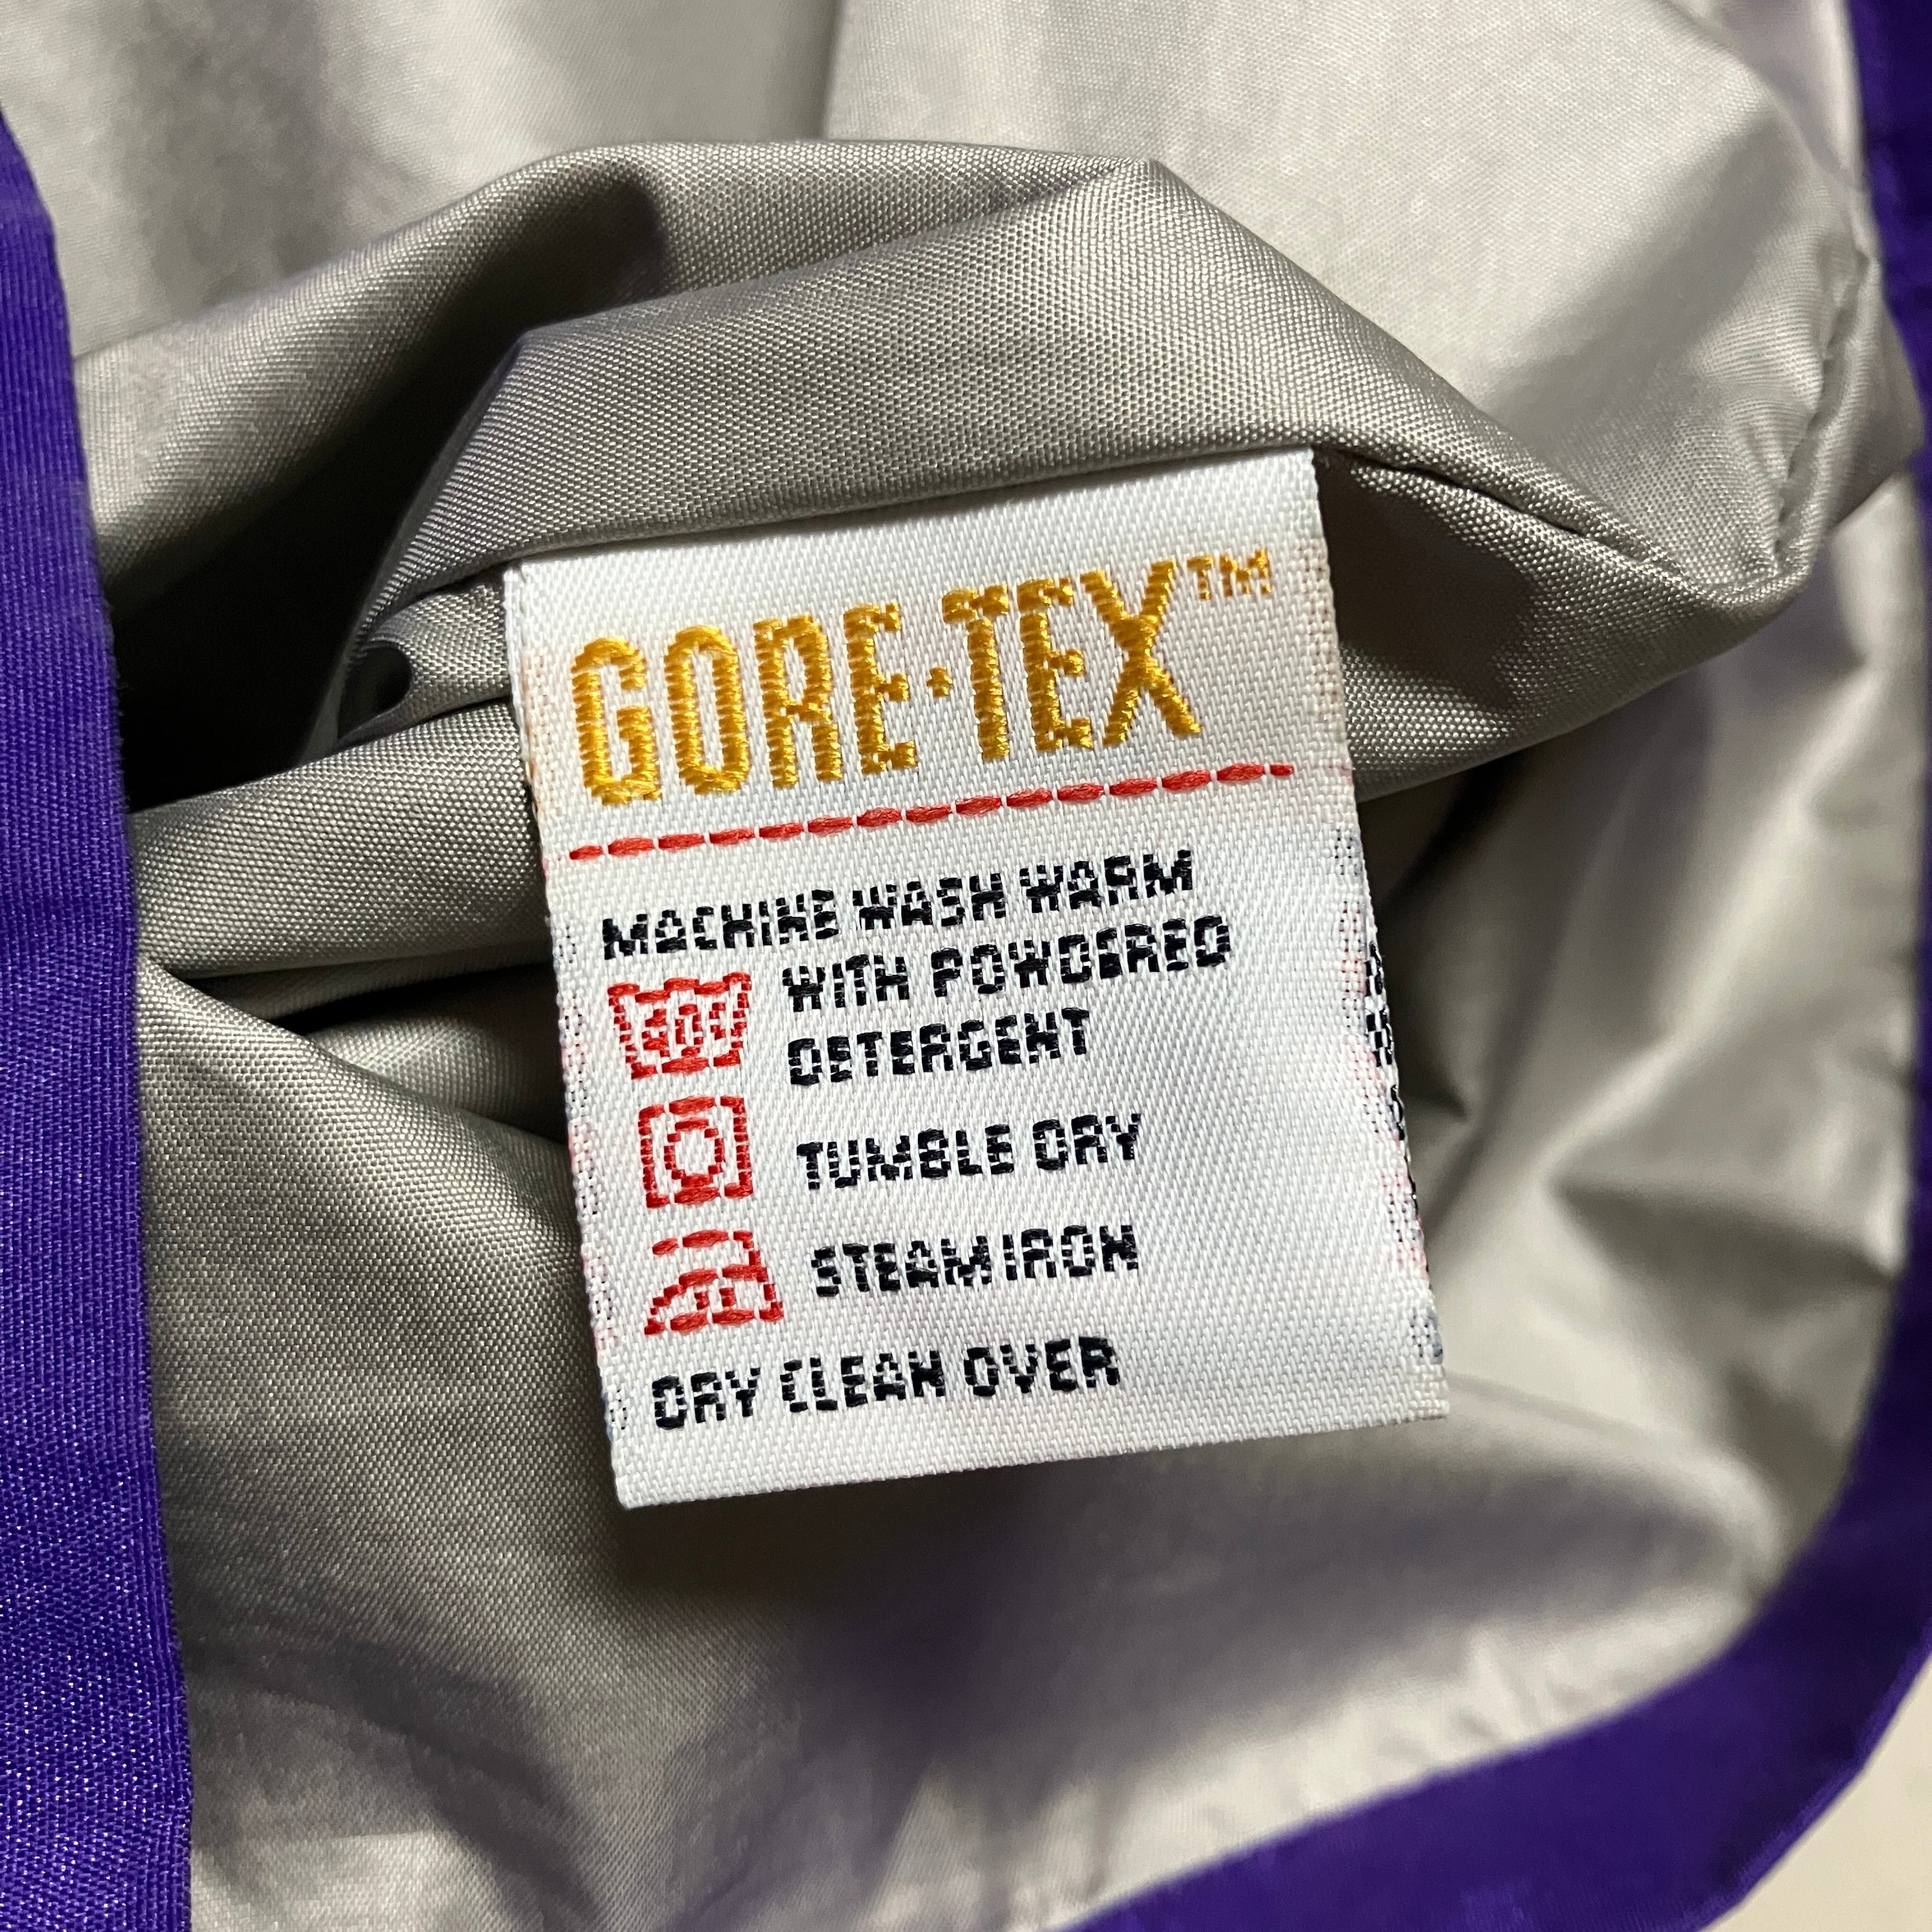 GORE-TEX™
MACHINE WASH WARM
40
WITH POWDERED
DETERGENT
TUMBLE DRY
STEAM IRON
DRY CLEAN OVER